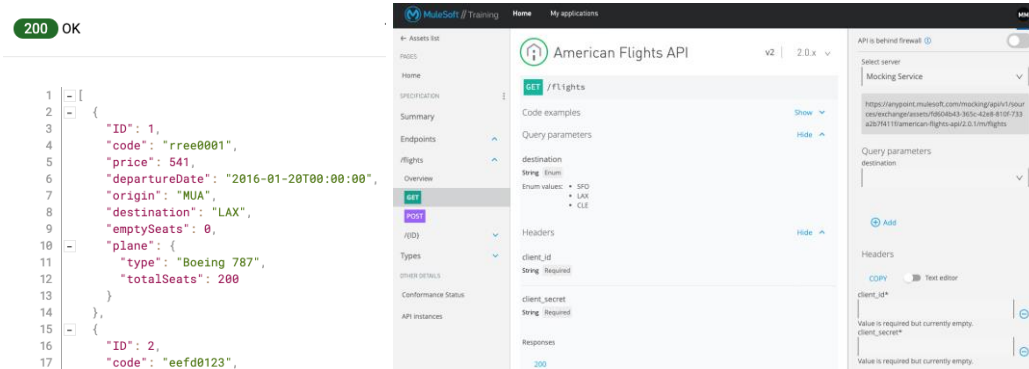 200 OK
1 - [
2 - {
3 "ID": 1,
4 "code": "rree0001",
5 "price": 541,
6 "departureDate": "2016-01-20T00:00:00",
7 "origin": "MUA",
8 "destination": "LAX",
9 "emptySeats": 0,
10 - "plane": {
11 "type": "Boeing 787",
12 "totalSeats": 200
13 }
14 },
15 - {
16 "ID": 2,
17 "code": "eefd0123",
MuleSoft // Training Home My applications MM
← Assets list
PAGES
Home
SPECIFICATION
Summary
Endpoints
/flights
Overview
GET
POST
/{ID}
Types
OTHER DETAILS
Conformance Status
API instances
American Flights API v2 2.0.x
GET /flights
Code examples Show
Query parameters Hide
destination
String Enum
Enum values: • SFO
• LAX
• CLE
Headers Hide
client_id
String Required
client_secret
String Required
Responses
200
API is behind firewall
Select server
Mocking Service
https://anypoint.mulesoft.com/mocking/api/v1/sour
ces/exchange/assets/fd604b43-365c-42e8-810f-733
a2b7f411f/american-flights-api/2.0.1/m/flights
Query parameters
destination
Add
Headers
COPY Text editor
client_id*
Value is required but currently empty.
client_secret*
Value is required but currently empty.